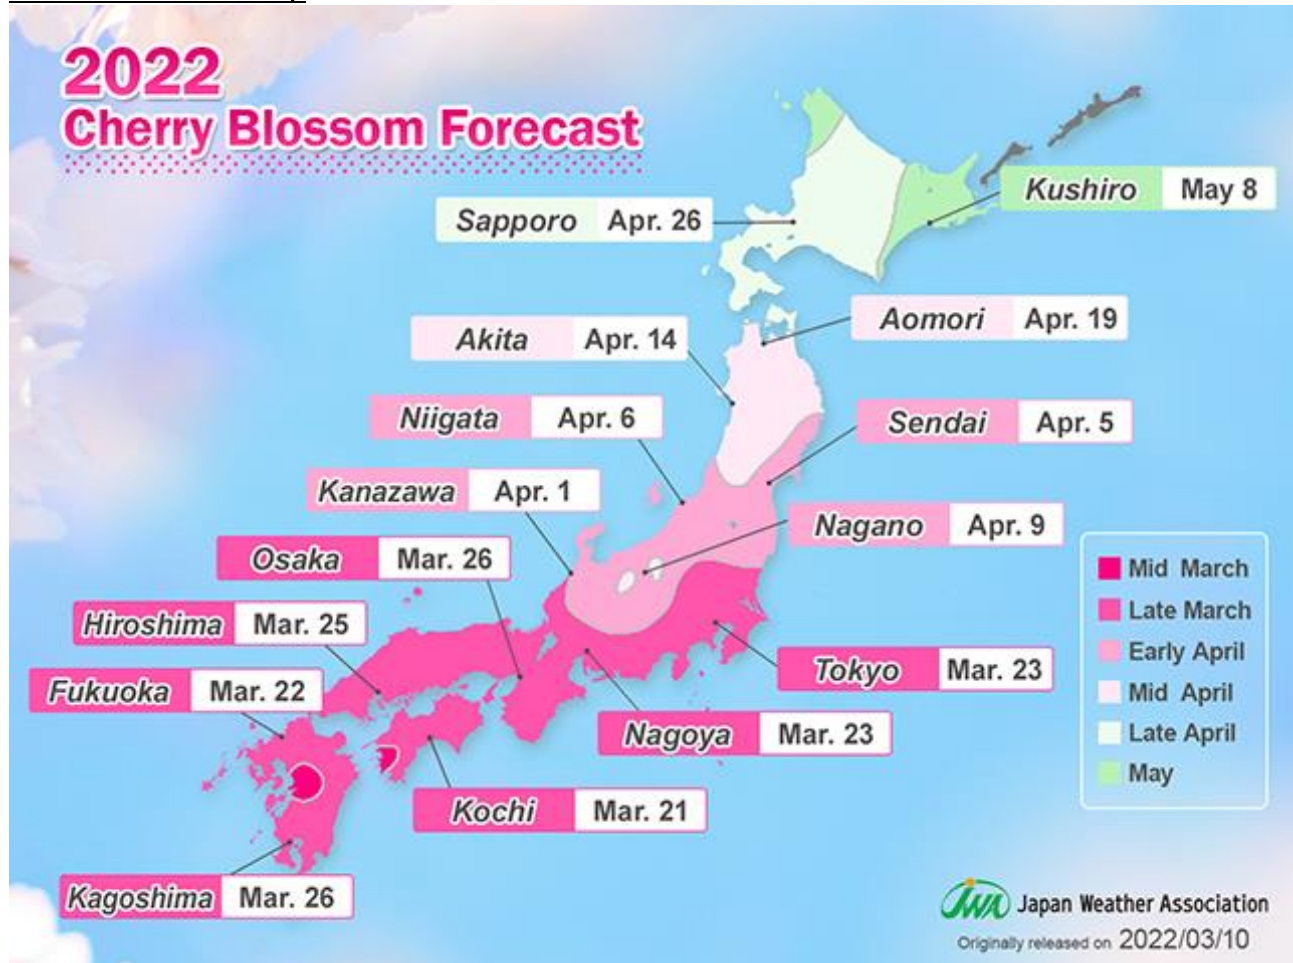 2022
Cherry Blossom Forecast
Kushiro May 8
Sapporo Apr. 26
Aomori Apr. 19
Akita Apr. 14
Niigata Apr. 6
Sendai Apr. 5
Kanazawa Apr. 1
Nagano Apr. 9
Osaka Mar. 26
Hiroshima Mar. 25
Tokyo Mar. 23
Fukuoka Mar. 22
Nagoya Mar. 23
Kochi Mar. 21
Kagoshima Mar. 26
Mid March
Late March
Early April
Mid April
Late April
May
JWA Japan Weather Association
Originally released on 2022/03/10